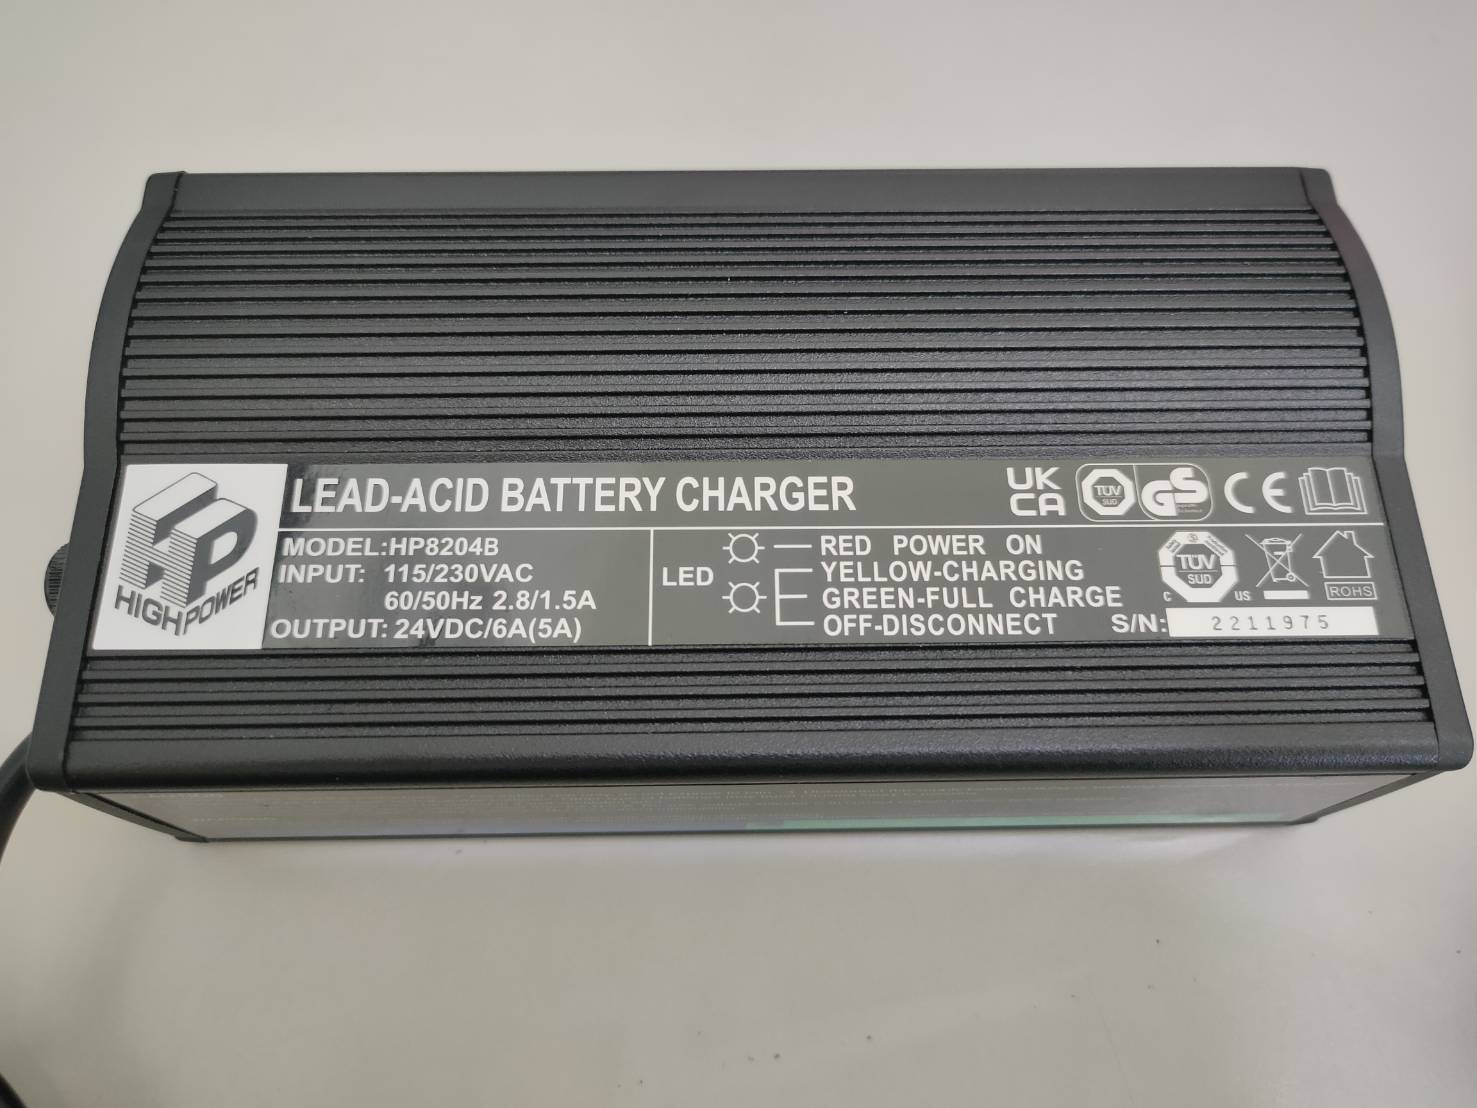 LEAD-ACID BATTERY CHARGER
UK
CA
TÜV
SUD
GS
CE
HP
HIGHPOWER
MODEL:HP8204B
INPUT: 115/230VAC
60/50Hz 2.8/1.5A
OUTPUT: 24VDC/6A(5A)
LED
RED POWER ON
YELLOW-CHARGING
GREEN-FULL CHARGE
OFF-DISCONNECT
TÜV
SUD
C US
ROHS
S/N: 2211975